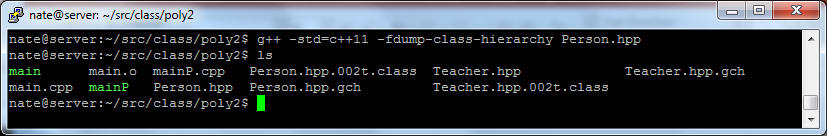 nate@server: ~/src/class/poly2
nate@server:~/src/class/poly2$ g++ -std=c++11 -fdump-class-hierarchy Person.hpp
nate@server:~/src/class/poly2$ ls
main main.o mainP.cpp Person.hpp.002t.class Teacher.hpp Teacher.hpp.gch
main.cpp mainP Person.hpp Person.hpp.gch Teacher.hpp.002t.class
nate@server:~/src/class/poly2$